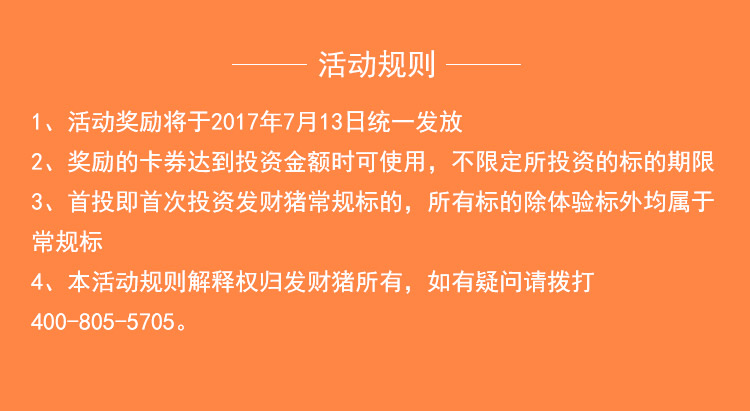 活动规则
1、活动奖励将于2017年7月13日统一发放
2、奖励的卡券达到投资金额时可使用，不限定所投资的标的期限
3、首投即首次投资发财猪常规标的，所有标的除体验标外均属于
常规标
4、本活动规则解释权归发财猪所有，如有疑问请拨打
400-805-5705。